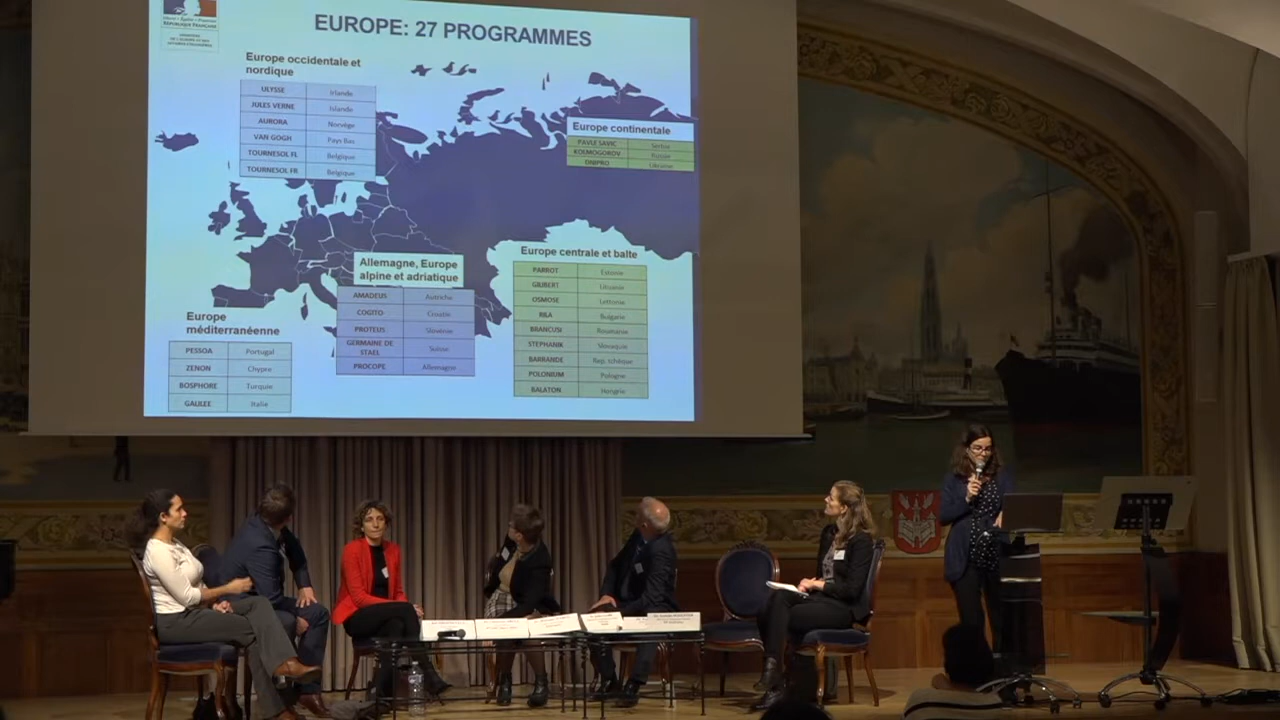 RÉPUBLIQUE FRANÇAISE
EUROPE: 27 PROGRAMMES
Europe occidentale et
nordique
ULYSSE Irlande
JULES VERNE Islande
AURORA Norvège
VAN GOGH Pays Bas
TOURNESOL FL Belgique
TOURNESOL FR Belgique
Europe continentale
PAVLE SAVIC Serbie
KOLMOGOROV Russie
DNIPRO Ukraine
Allemagne, Europe
alpine et adriatique
AMADEUS Autriche
COGITO Croatie
PROTEUS Slovénie
GERMAINE DE
STAEL Suisse
PROCOPE Allemagne
Europe centrale et balte
PARROT Estonie
GILIBERT Lituanie
OSMOSE Lettonie
RILA Bulgarie
BRANCUSI Roumanie
STEPHANIK Slovaquie
BARRANDE Rep. tchèque
POLONIUM Pologne
BALATON Hongrie
Europe
méditerranéenne
PESSOA Portugal
ZENON Chypre
BOSPHORE Turquie
GALILEE Italie